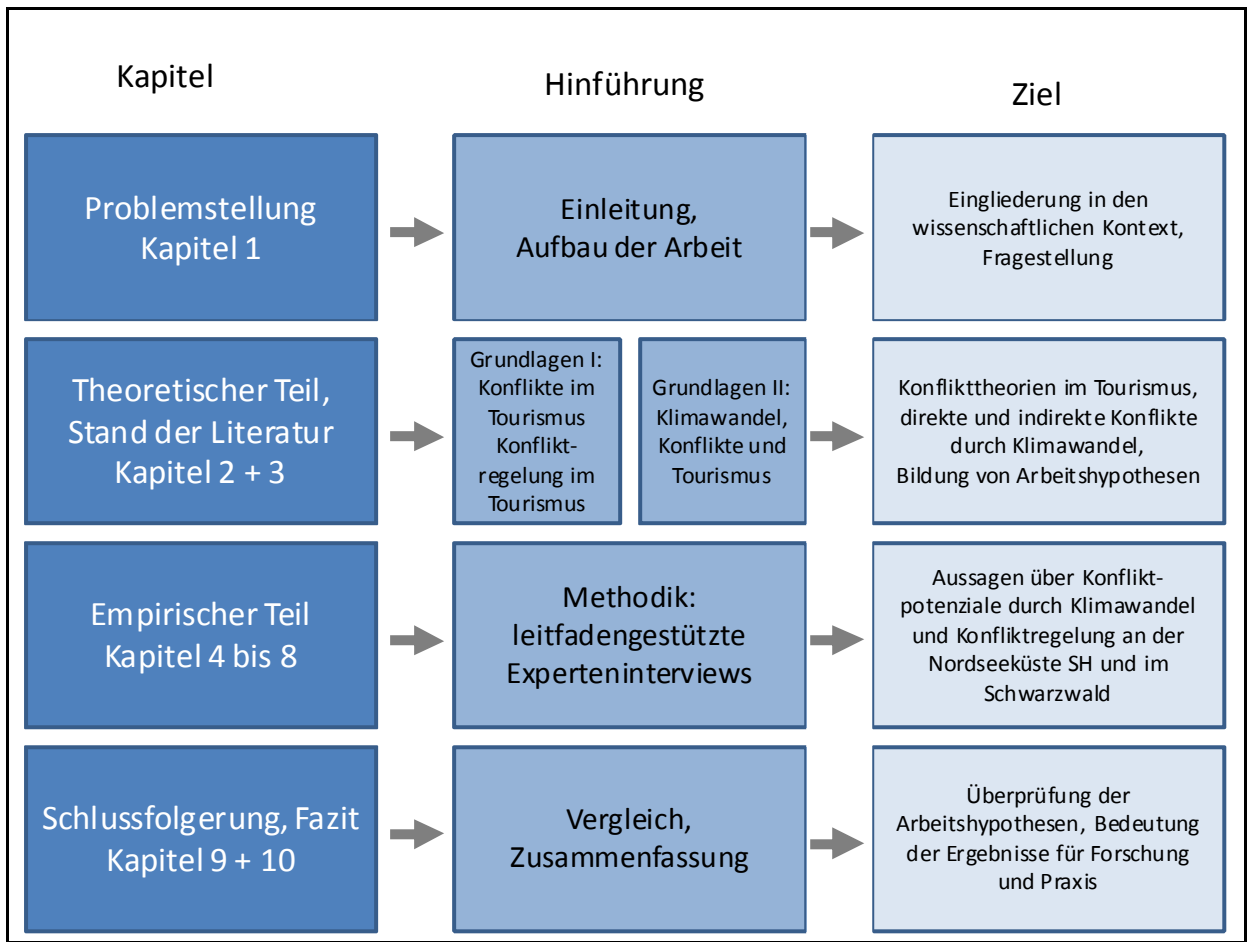 Kapitel
Hinführung
Ziel
Problemstellung
Kapitel 1
Einleitung,
Aufbau der Arbeit
Eingliederung in den
wissenschaftlichen Kontext,
Fragestellung
Theoretischer Teil,
Stand der Literatur
Kapitel 2 + 3
Grundlagen I:
Konflikte im
Tourismus
Konflikt-
regelung im
Tourismus
Grundlagen II:
Klimawandel,
Konflikte und
Tourismus
Konflikttheorien im Tourismus,
direkte und indirekte Konflikte
durch Klimawandel,
Bildung von Arbeitshypothesen
Empirischer Teil
Kapitel 4 bis 8
Methodik:
leitfadengestützte
Experteninterviews
Aussagen über Konflikt-
potenziale durch Klimawandel
und Konfliktregelung an der
Nordseeküste SH und im
Schwarzwald
Schlussfolgerung, Fazit
Kapitel 9 + 10
Vergleich,
Zusammenfassung
Überprüfung der
Arbeitshypothesen, Bedeutung
der Ergebnisse für Forschung
und Praxis